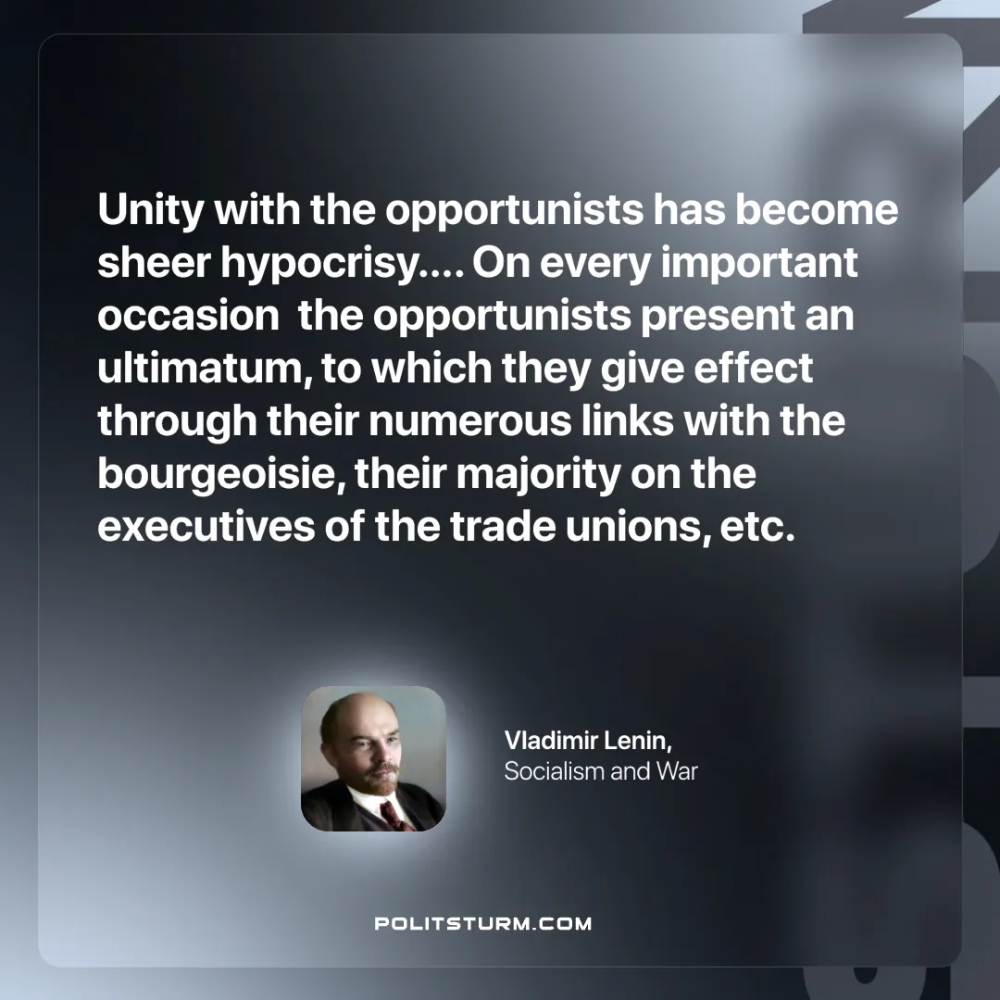 Unity with the opportunists has become
sheer hypocrisy.... On every important
occasion  the opportunists present an
ultimatum, to which they give effect
through their numerous links with the
bourgeoisie, their majority on the
executives of the trade unions, etc.
Vladimir Lenin,
Socialism and War
POLITSTURM.COM